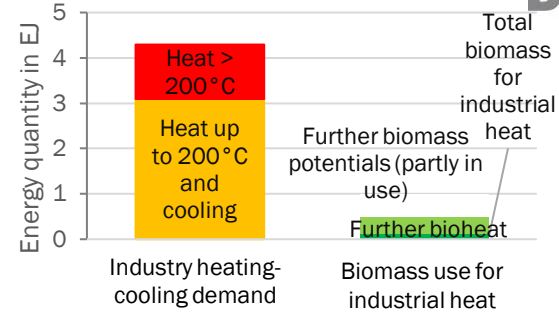 Energy quantity in EJ
5
4
3
2
1
0
Heat >
200°C
Heat up
to 200°C
and
cooling
Total
biomass
for
industrial
heat
Further biomass
potentials (partly in
use)
Further bioheat
Industry heating-
cooling demand
Biomass use for
industrial heat